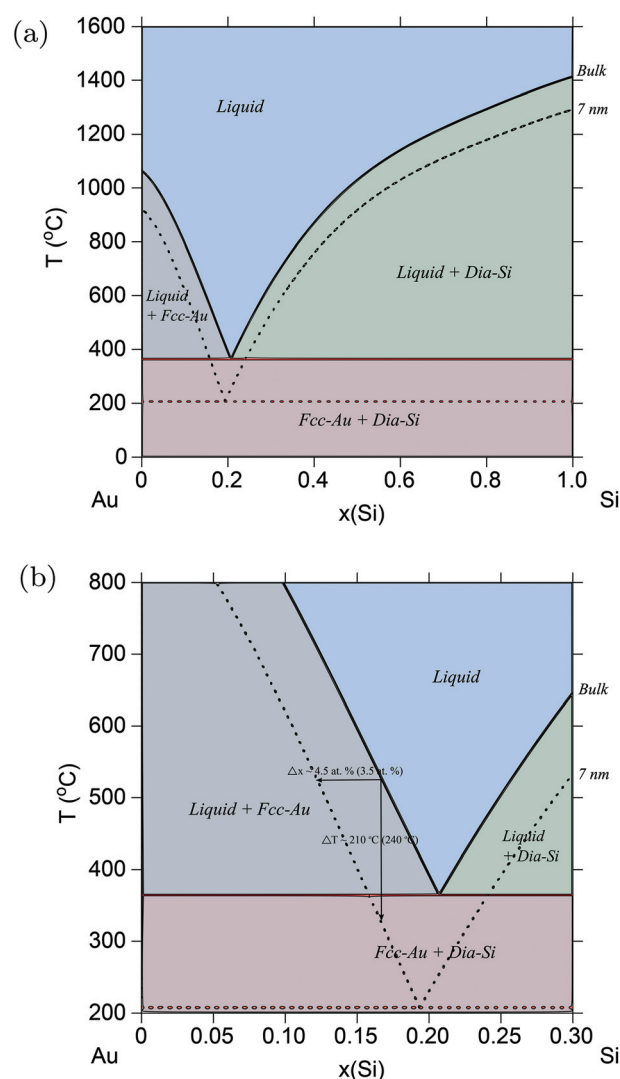 (a)
1600
1400
1200
1000
800
600
400
200
0
T (°C)
Liquid
Bulk
7 nm
Liquid + Dia-Si
Liquid
+ Fcc-Au
Fcc-Au + Dia-Si
0 0.2 0.4 0.6 0.8 1.0
Au x(Si) Si
(b)
800
700
600
500
400
300
200
T (°C)
Liquid
Bulk
7 nm
△x ~ 4.5 at. % (3.5 at. %)
Liquid + Fcc-Au
△T ~ 210 °C (240 °C)
Liquid
+ Dia-Si
Fcc-Au + Dia-Si
0 0.05 0.10 0.15 0.20 0.25 0.30
Au x(Si) Si